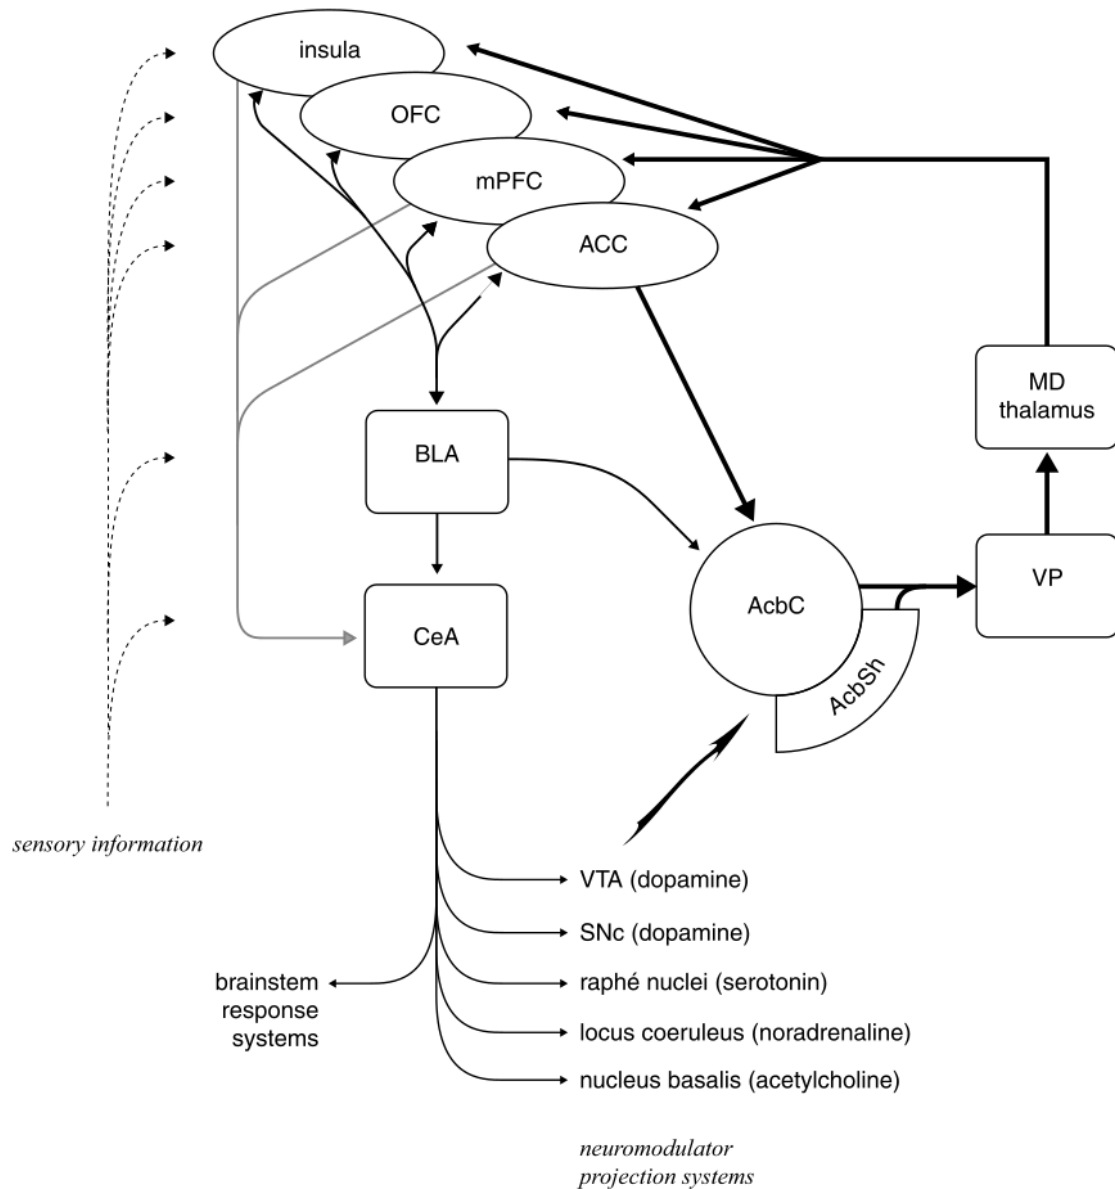 insula
OFC
mPFC
ACC
MD
thalamus
BLA
VP
AcbC
CeA
AcbSh
sensory information
VTA (dopamine)
SNc (dopamine)
brainstem
response
systems
raphé nuclei (serotonin)
locus coeruleus (noradrenaline)
nucleus basalis (acetylcholine)
neuromodulator
projection systems